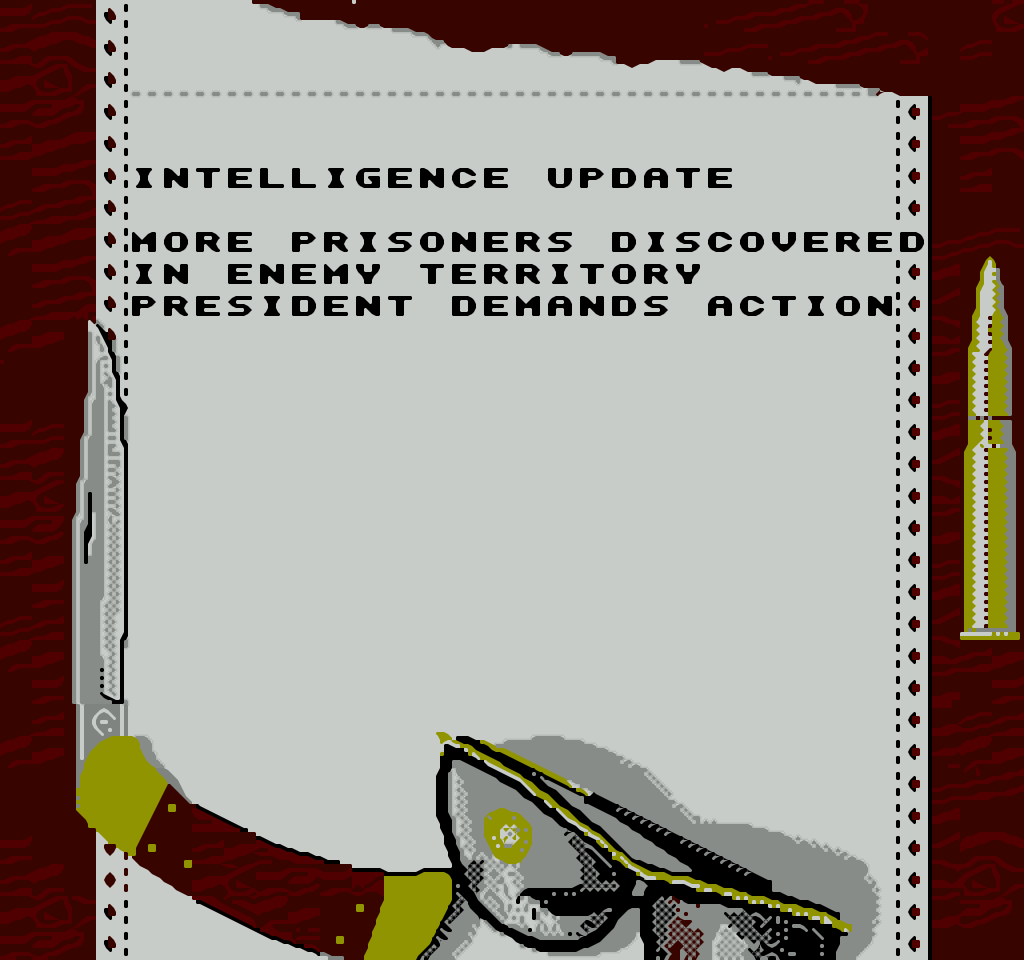 INTELLIGENCE UPDATE
MORE PRISONERS DISCOVERED
IN ENEMY TERRITORY
PRESIDENT DEMANDS ACTION